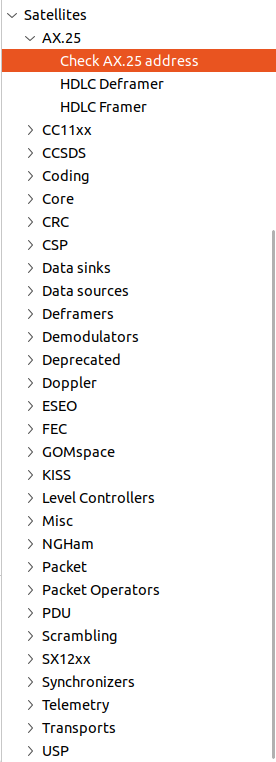 Satellites
AX.25
Check AX.25 address
HDLC Deframer
HDLC Framer
CC11xx
CCSDS
Coding
Core
CRC
CSP
Data sinks
Data sources
Deframers
Demodulators
Deprecated
Doppler
ESEO
FEC
GOMspace
KISS
Level Controllers
Misc
NGHam
Packet
Packet Operators
PDU
Scrambling
SX12xx
Synchronizers
Telemetry
Transports
USP